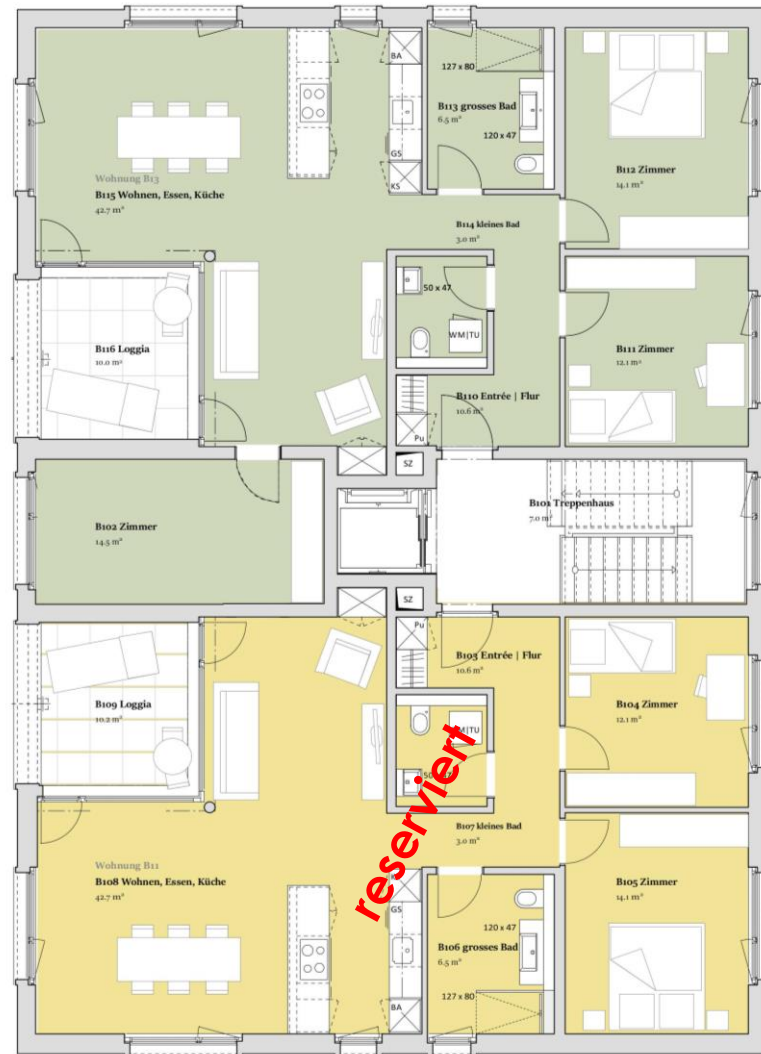 BA
127 x 80
B113 grosses Bad
6.5 m²
120 x 47
B112 Zimmer
14.1 m²
Wohnung B13
B115 Wohnen, Essen, Küche
42.7 m²
GS
KS
B114 kleines Bad
3.0 m²
50 x 47
WM|TU
B116 Loggia
10.0 m²
B111 Zimmer
12.1 m²
B110 Entrée | Flur
10.6 m²
Pu
SZ
B101 Treppenhaus
7.0 m²
B102 Zimmer
14.5 m²
SZ
Pu
B103 Entrée | Flur
10.6 m²
B109 Loggia
10.2 m²
B104 Zimmer
12.1 m²
reserviert
B107 kleines Bad
3.0 m²
Wohnung B11
B108 Wohnen, Essen, Küche
42.7 m²
B105 Zimmer
14.1 m²
GS
120 x 47
B106 grosses Bad
6.5 m²
127 x 80
BA